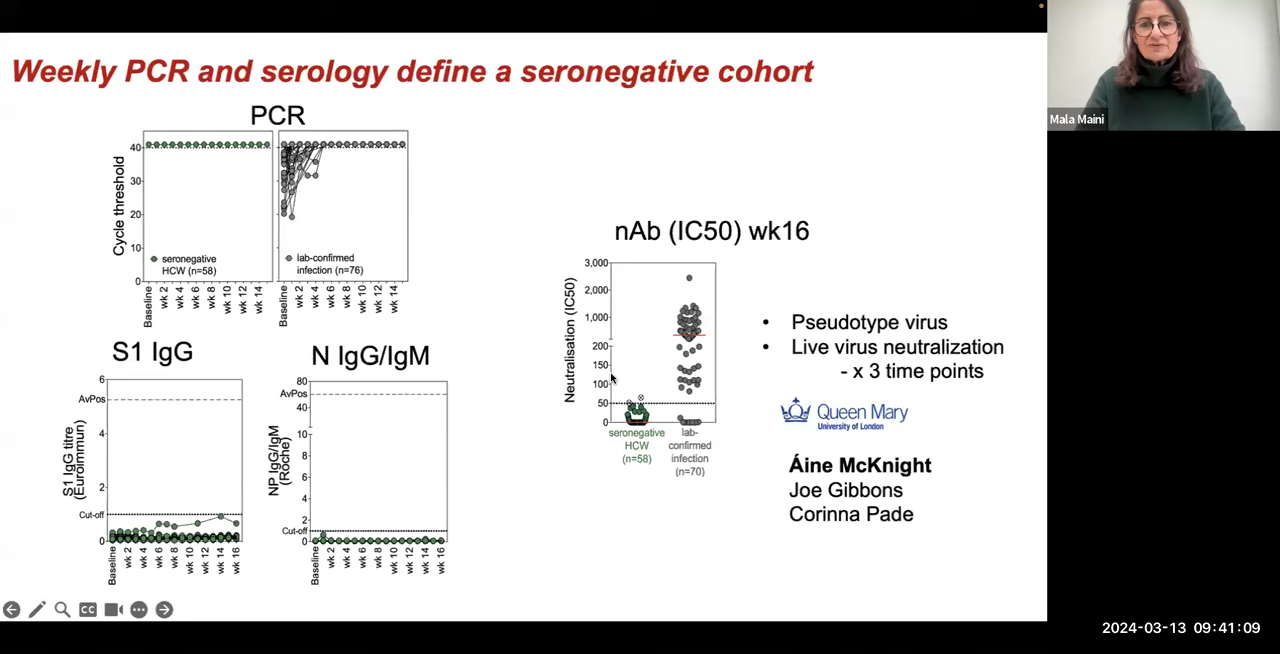 Weekly PCR and serology define a seronegative cohort
Mala Maini
PCR
Cycle threshold
40
30
20
10
0
seronegative
HCW (n=58)
lab-confirmed
infection (n=76)
Baseline
wk 2
wk 4
wk 6
wk 8
wk 10
wk 12
wk 14
Baseline
wk 2
wk 4
wk 6
wk 8
wk 10
wk 12
wk 14
S1 IgG
S1 IgG titre
(Euroimmun)
6
AvPos
4
2
Cut-off
0
Baseline
wk 2
wk 4
wk 6
wk 8
wk 10
wk 12
wk 14
wk 16
N IgG/IgM
NP IgG/IgM
(Roche)
80
AvPos
40
10
8
6
4
2
Cut-off
0
Baseline
wk 2
wk 4
wk 6
wk 8
wk 10
wk 12
wk 14
wk 16
nAb (IC50) wk16
Neutralisation (IC50)
3,000
2,000
1,000
200
150
100
50
0
seronegative
HCW
(n=58)
lab-
confirmed
infection
(n=70)
• Pseudotype virus
• Live virus neutralization
- x 3 time points
Queen Mary
University of London
Áine McKnight
Joe Gibbons
Corinna Pade
CC
2024-03-13 09:41:09